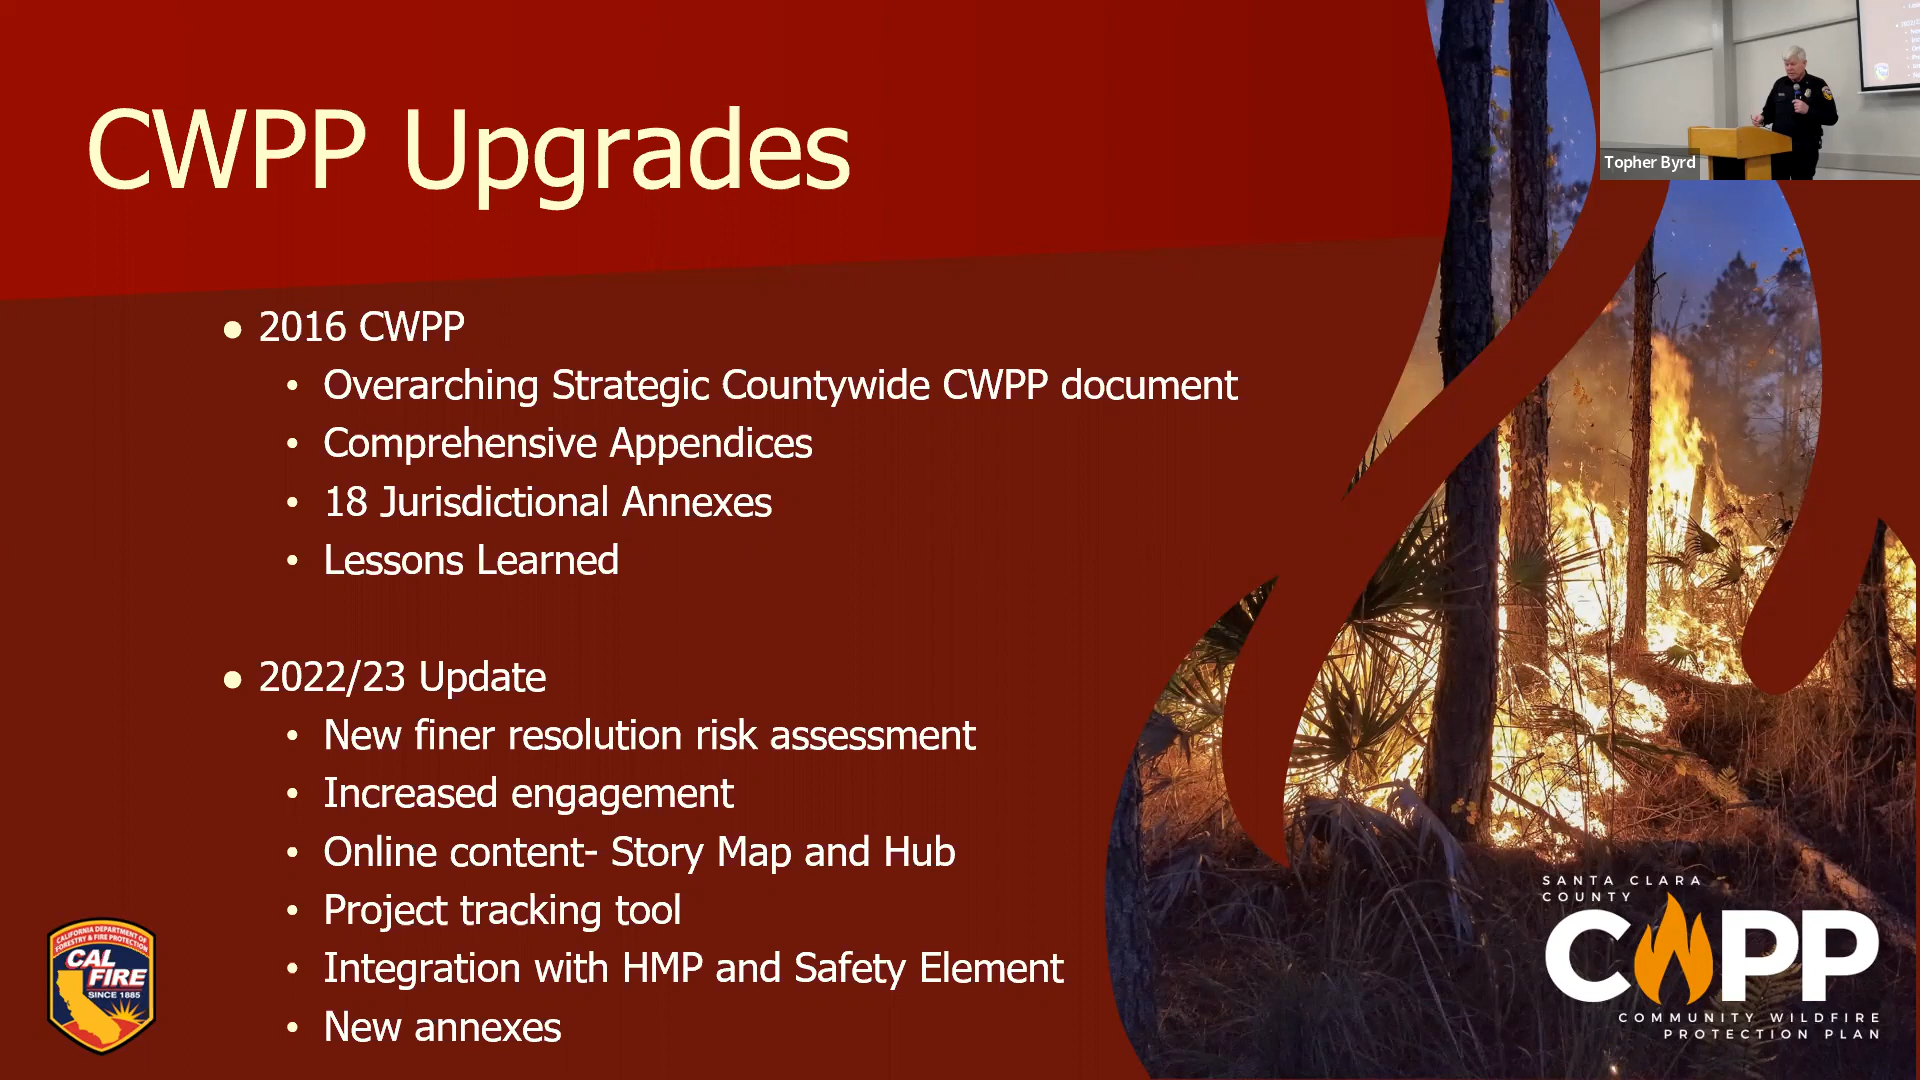 CWPP Upgrades
Topher Byrd
● 2016 CWPP
• Overarching Strategic Countywide CWPP document
• Comprehensive Appendices
• 18 Jurisdictional Annexes
• Lessons Learned
● 2022/23 Update
• New finer resolution risk assessment
• Increased engagement
• Online content- Story Map and Hub
• Project tracking tool
• Integration with HMP and Safety Element
• New annexes
CALIFORNIA DEPARTMENT OF
FORESTRY & FIRE PROTECTION
CAL
FIRE
SINCE 1885
SANTA CLARA
COUNTY
CWPP
COMMUNITY WILDFIRE
PROTECTION PLAN